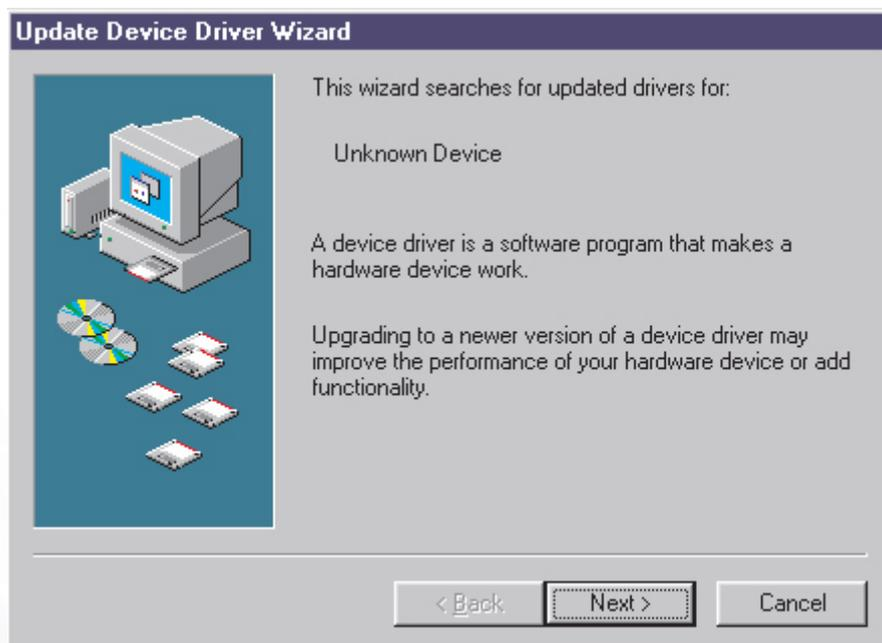 Update Device Driver Wizard
This wizard searches for updated drivers for:
Unknown Device
A device driver is a software program that makes a
hardware device work.
Upgrading to a newer version of a device driver may
improve the performance of your hardware device or add
functionality.
< Back
Next >
Cancel